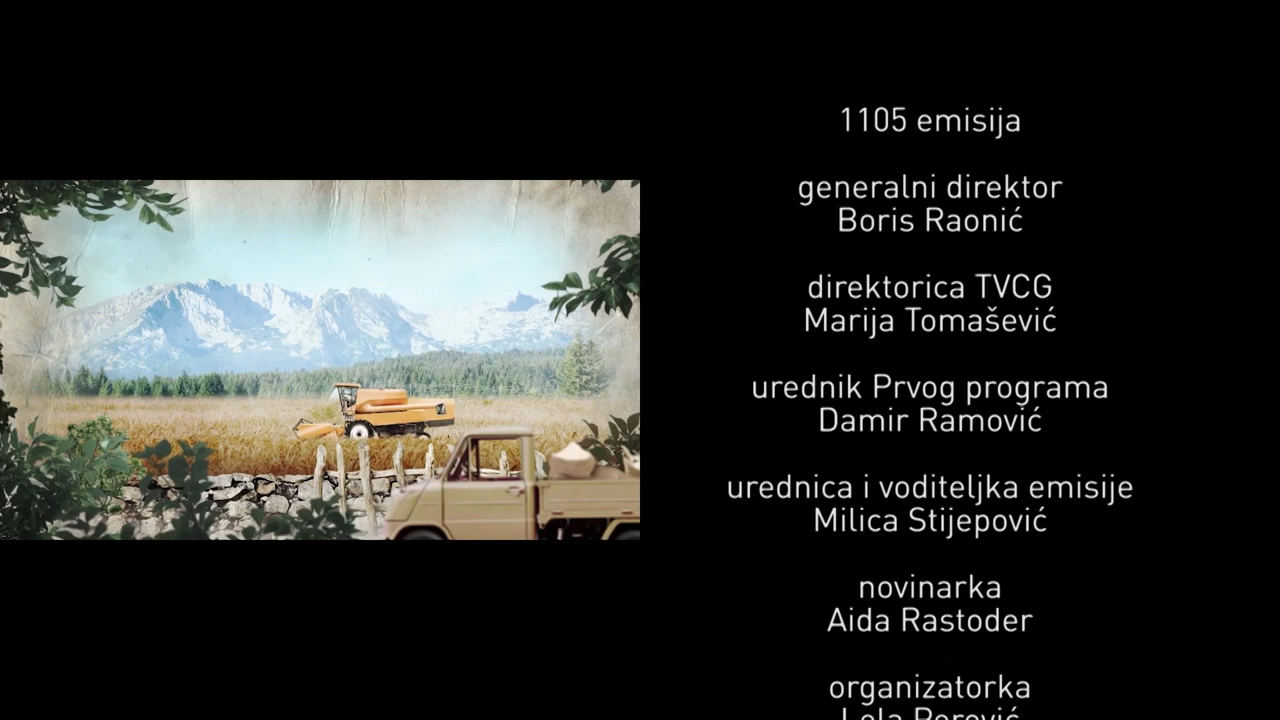 1105 emisija
generalni direktor
Boris Raonić
direktorica TVCG
Marija Tomašević
urednik Prvog programa
Damir Ramović
urednica i voditeljka emisije
Milica Stijepović
novinarka
Aida Rastoder
organizatorka